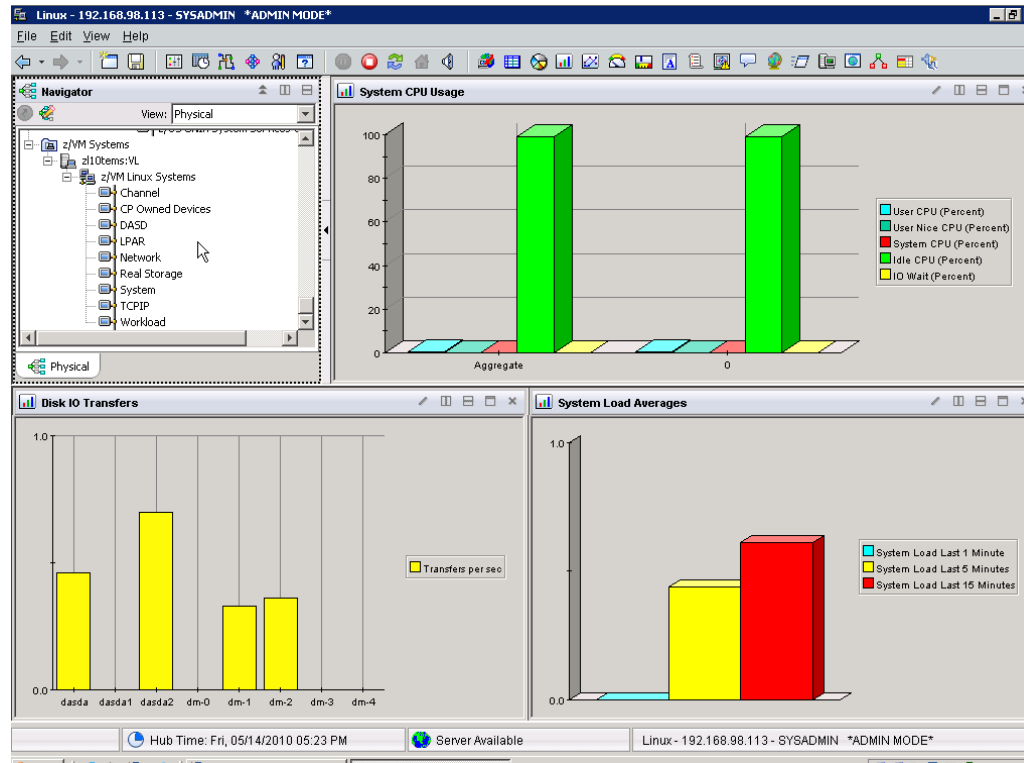 Linux - 192.168.98.113 - SYSADMIN *ADMIN MODE*
File Edit View Help
Navigator
View: Physical
z/VM Systems
zl10tems:VL
z/VM Linux Systems
Channel
CP Owned Devices
DASD
LPAR
Network
Real Storage
System
TCPIP
Workload
Physical
System CPU Usage
100
80
60
40
20
0
Aggregate 0
User CPU (Percent)
User Nice CPU (Percent)
System CPU (Percent)
Idle CPU (Percent)
IO Wait (Percent)
Disk IO Transfers
1.0
0.0
dasda dasda1 dasda2 dm-0 dm-1 dm-2 dm-3 dm-4
Transfers per sec
System Load Averages
1.0
0.0
System Load Last 1 Minute
System Load Last 5 Minutes
System Load Last 15 Minutes
Hub Time: Fri, 05/14/2010 05:23 PM
Server Available
Linux - 192.168.98.113 - SYSADMIN *ADMIN MODE*